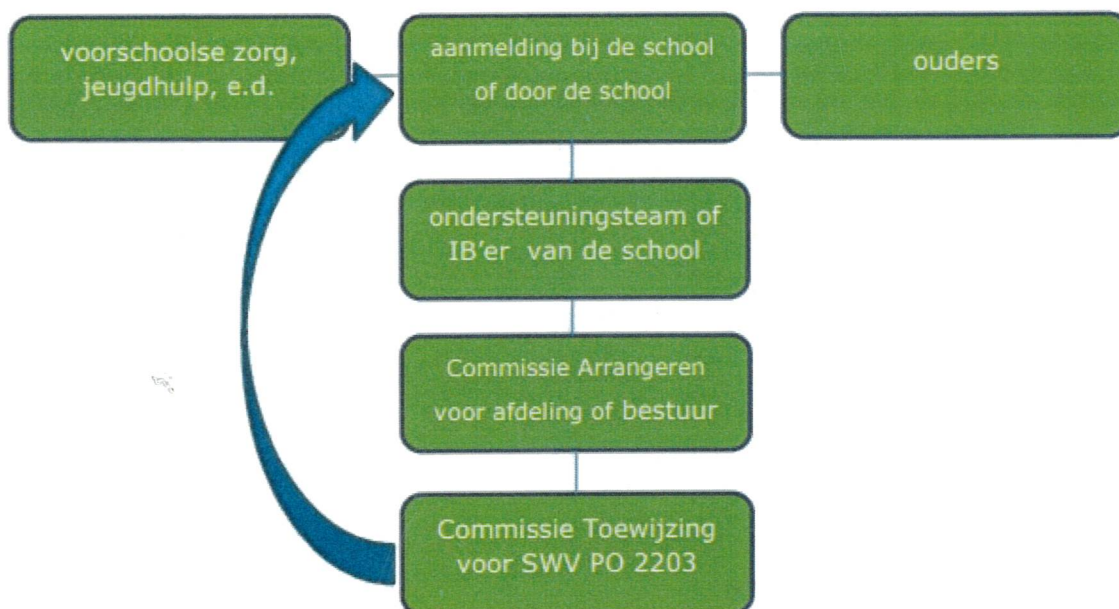 voorschoolse zorg,
jeugdhulp, e.d.
aanmelding bij de school
of door de school
ouders
ondersteuningsteam of
IB'er van de school
Commissie Arrangeren
voor afdeling of bestuur
Commissie Toewijzing
voor SWV PO 2203